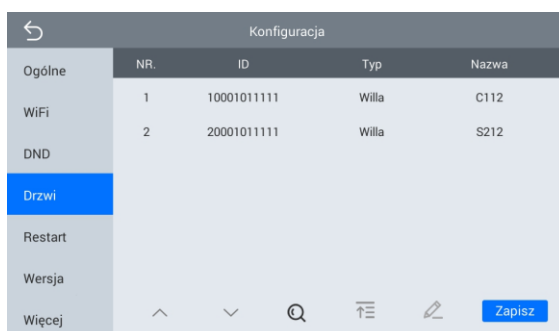 Konfiguracja
Ogólne
WiFi
DND
Drzwi
Restart
Wersja
Więcej
NR. ID Typ Nazwa
1 10001011111 Willa C112
2 20001011111 Willa S212
Zapisz